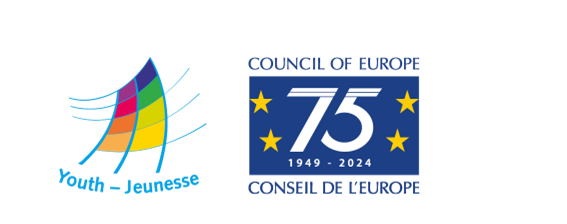 Youth – Jeunesse
COUNCIL OF EUROPE
75
1949 - 2024
CONSEIL DE L'EUROPE